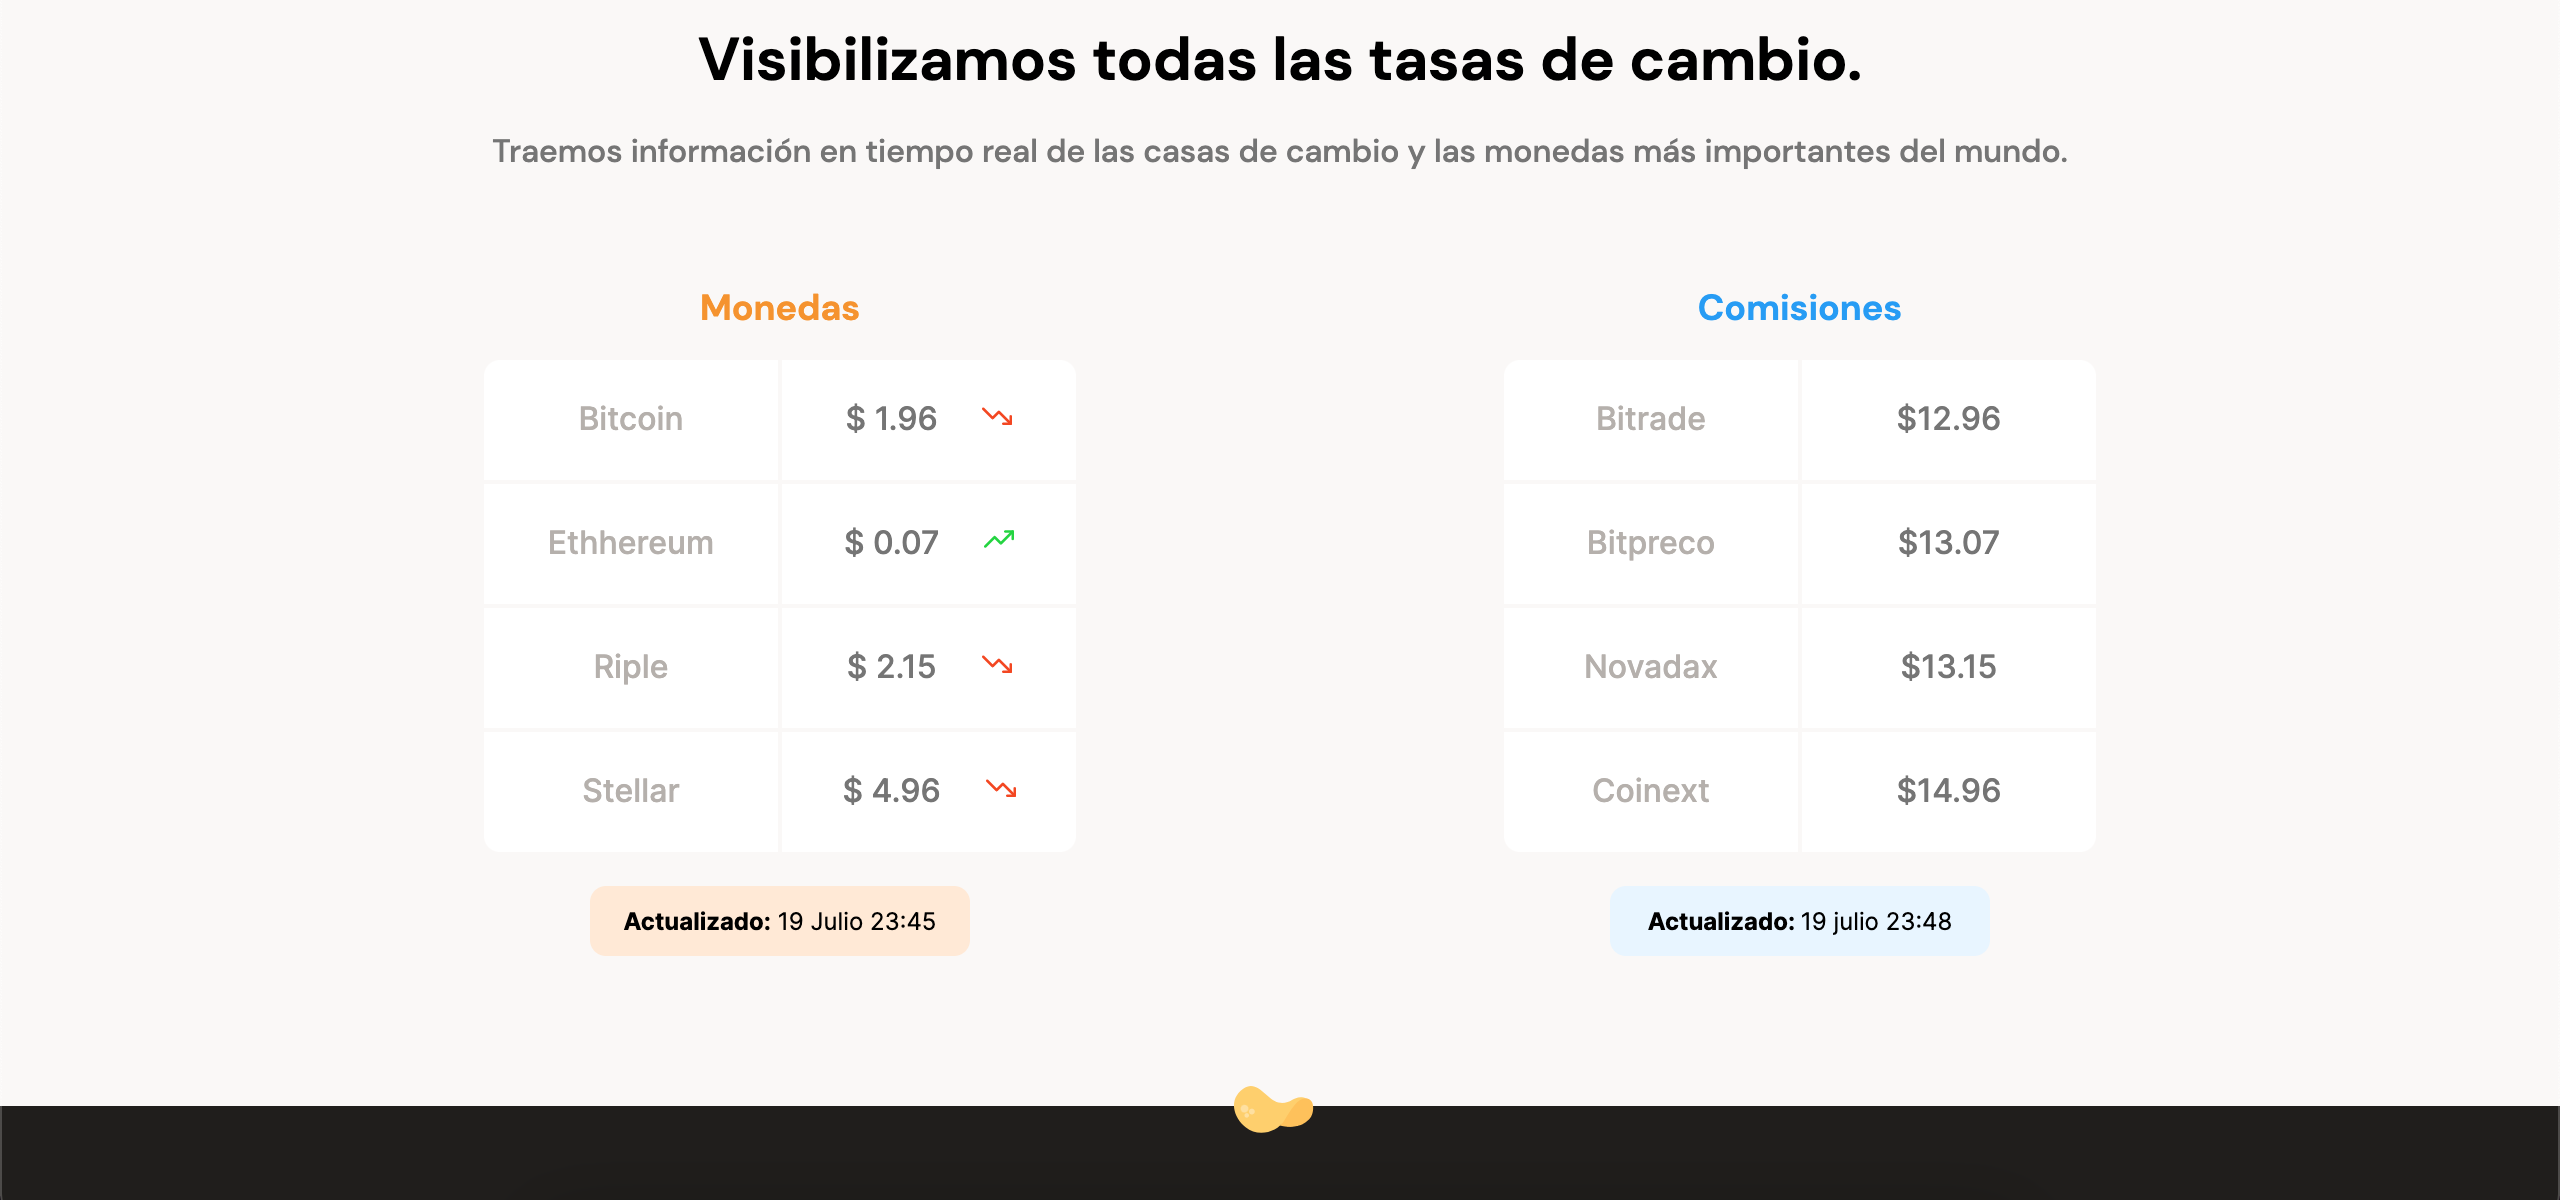 Visibilizamos todas las tasas de cambio.
Traemos información en tiempo real de las casas de cambio y las monedas más importantes del mundo.
Monedas
Bitcoin $ 1.96
Ethhereum $ 0.07
Riple $ 2.15
Stellar $ 4.96
Actualizado: 19 Julio 23:45
Comisiones
Bitrade $12.96
Bitpreco $13.07
Novadax $13.15
Coinext $14.96
Actualizado: 19 julio 23:48